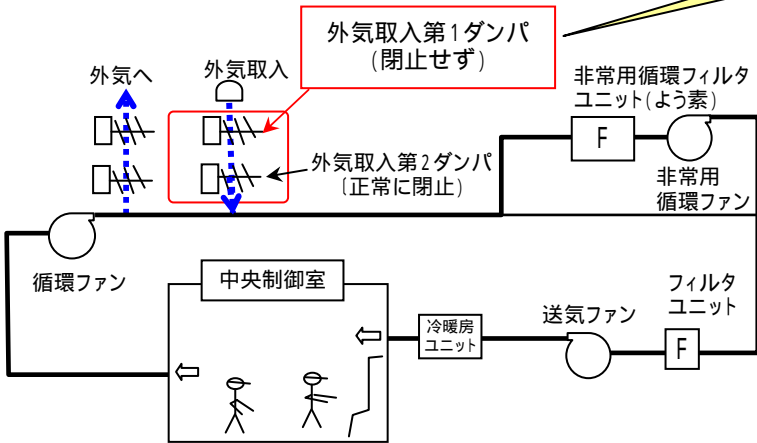 外気取入第1ダンパ
(閉止せず)
外気へ
外気取入
非常用循環フィルタ
ユニット(よう素)
F
外気取入第2ダンパ
(正常に閉止)
非常用
循環ファン
循環ファン
中央制御室
冷暖房
ユニット
送気ファン
フィルタ
ユニット
F